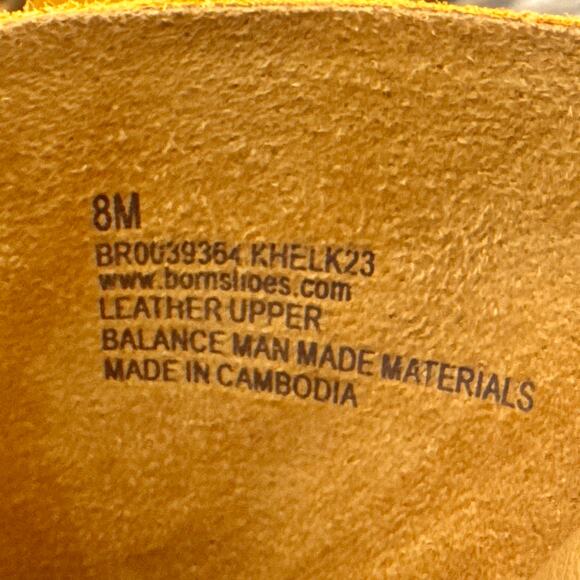 8M
BR0039364 KHELK23
www.bornshoes.com
LEATHER UPPER
BALANCE MAN MADE MATERIALS
MADE IN CAMBODIA